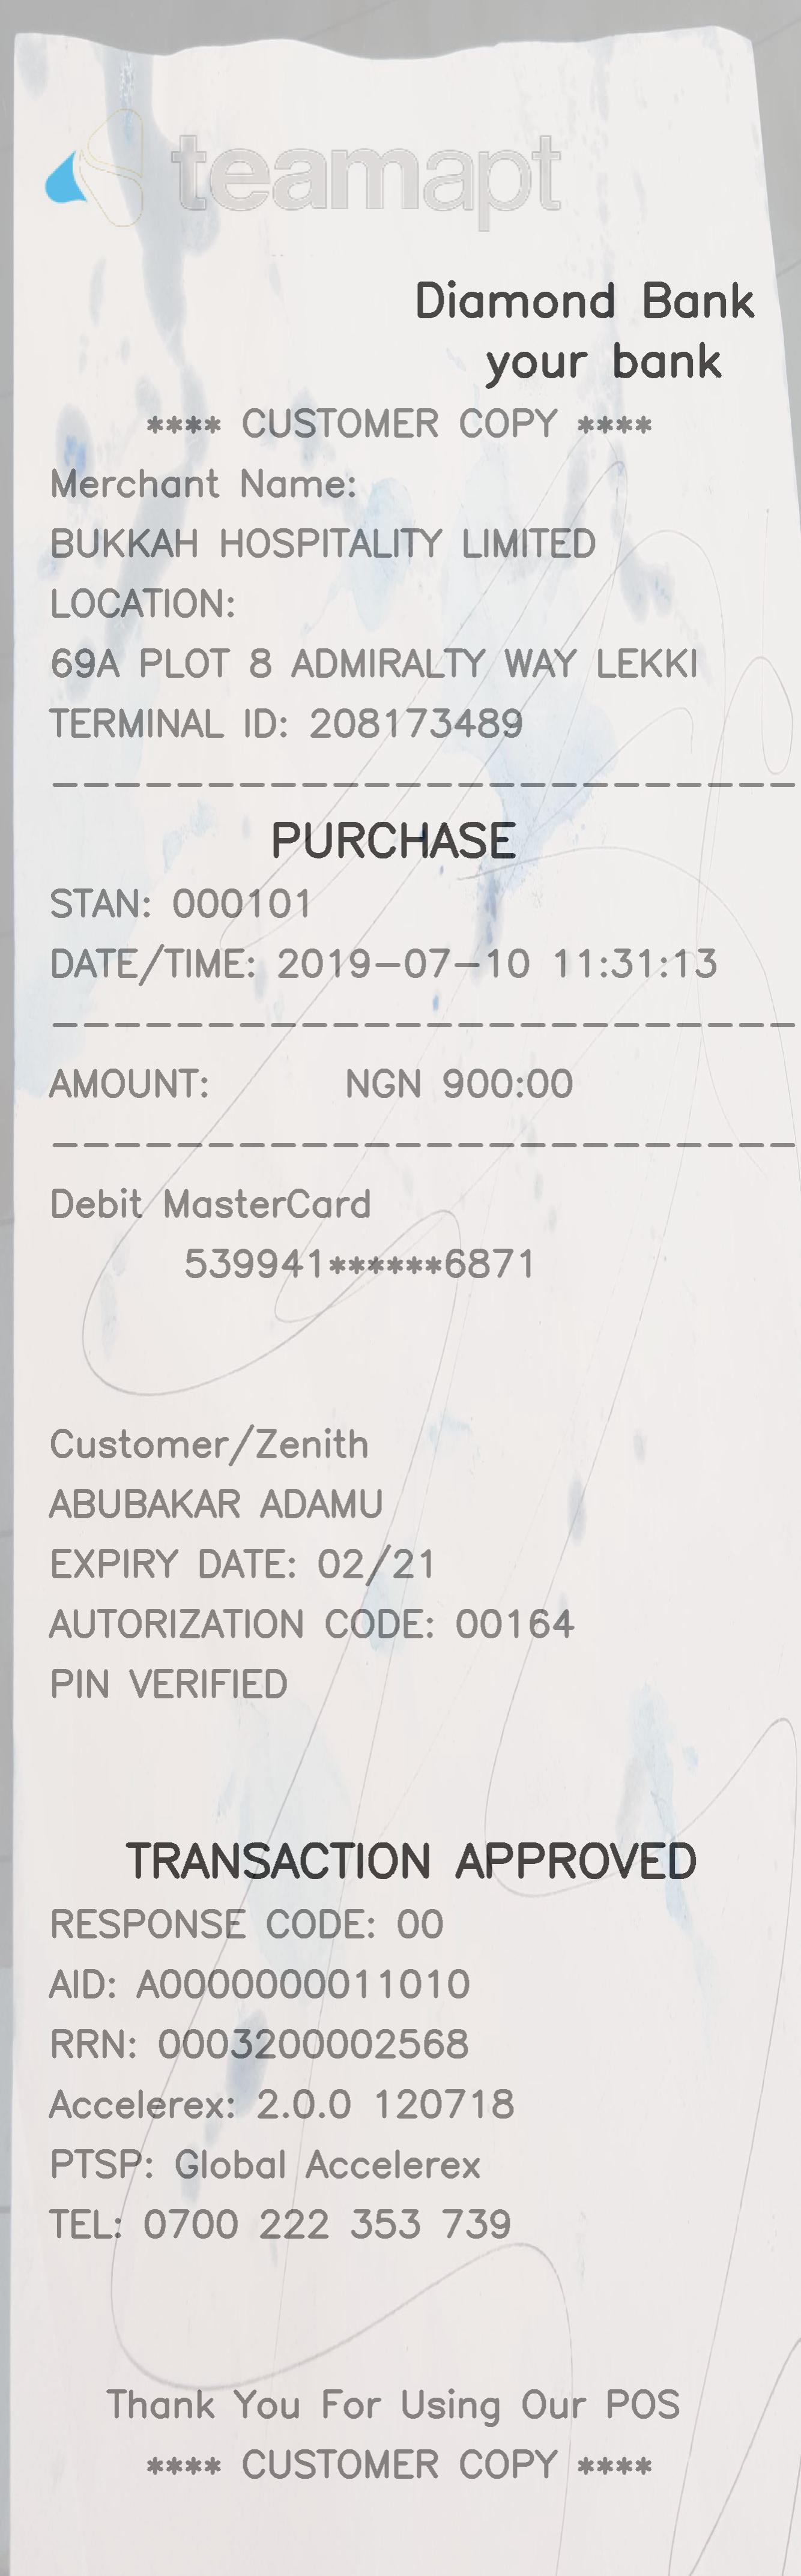 teamapt
Diamond Bank
your bank
**** CUSTOMER COPY ****
Merchant Name:
BUKKAH HOSPITALITY LIMITED
LOCATION:
69A PLOT 8 ADMIRALTY WAY LEKKI
TERMINAL ID: 208173489
------------------------
PURCHASE
STAN: 000101
DATE/TIME: 2019-07-10 11:31:13
------------------------
AMOUNT: NGN 900:00
------------------------
Debit MasterCard
539941******6871
Customer/Zenith
ABUBAKAR ADAMU
EXPIRY DATE: 02/21
AUTORIZATION CODE: 00164
PIN VERIFIED
TRANSACTION APPROVED
RESPONSE CODE: 00
AID: A0000000011010
RRN: 0003200002568
Accelerex: 2.0.0 120718
PTSP: Global Accelerex
TEL: 0700 222 353 739
Thank You For Using Our POS
**** CUSTOMER COPY ****